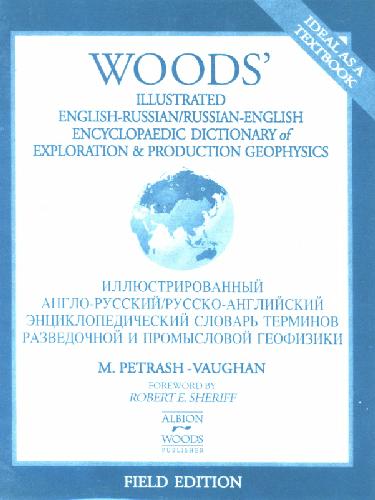 IDEAL AS A
TEXTBOOK
WOODS'
ILLUSTRATED
ENGLISH-RUSSIAN/RUSSIAN-ENGLISH
ENCYCLOPAEDIC DICTIONARY of
EXPLORATION & PRODUCTION GEOPHYSICS
ИЛЛЮСТРИРОВАННЫЙ
АНГЛО-РУССКИЙ/РУССКО-АНГЛИЙСКИЙ
ЭНЦИКЛОПЕДИЧЕСКИЙ СЛОВАРЬ ТЕРМИНОВ
РАЗВЕДОЧНОЙ И ПРОМЫСЛОВОЙ ГЕОФИЗИКИ
M. PETRASH-VAUGHAN
FOREWORD BY
ROBERT E. SHERIFF
ALBION
WOODS
PUBLISHER
FIELD EDITION